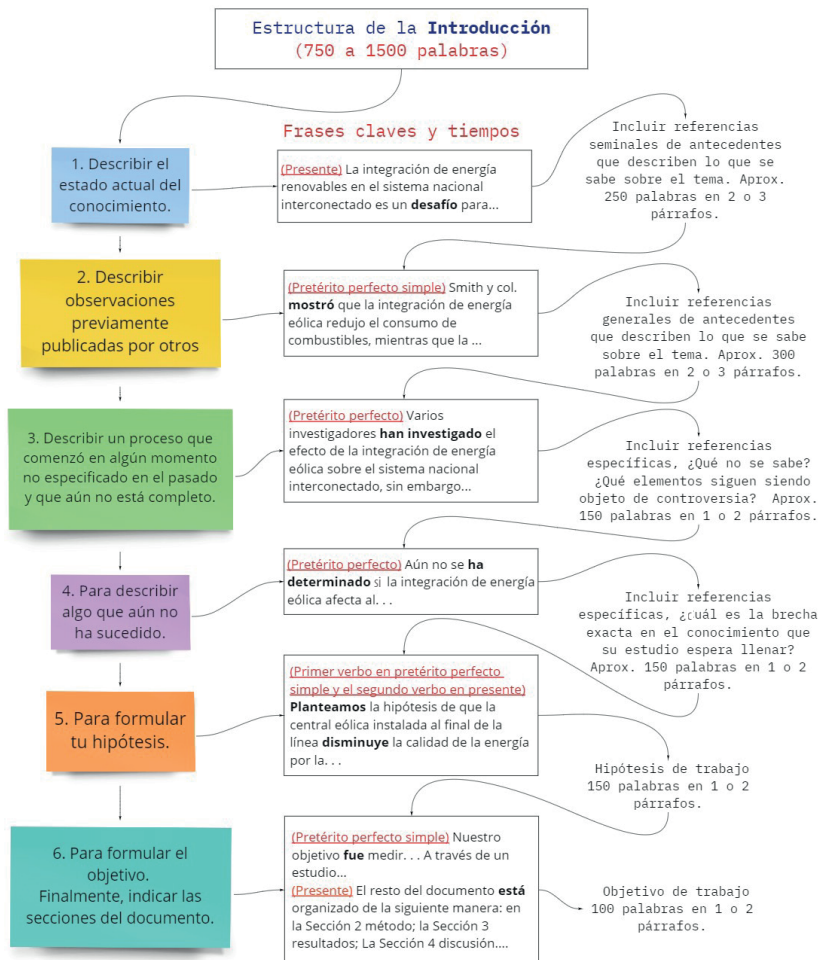 Estructura de la Introducción
(750 a 1500 palabras)
Frases claves y tiempos
1. Describir el
estado actual del
conocimiento.
(Presente) La integración de energía
renovables en el sistema nacional
interconectado es un desafío para...
Incluir referencias
seminales de antecedentes
que describen lo que se
sabe sobre el tema. Aprox.
250 palabras en 2 o 3
párrafos.
2. Describir
observaciones
previamente
publicadas por otros
(Pretérito perfecto simple) Smith y col.
mostró que la integración de energía
eólica redujo el consumo de
combustibles, mientras que la ...
Incluir referencias
generales de antecedentes
que describen lo que se sabe
sobre el tema. Aprox. 300
palabras en 2 o 3 párrafos.
3. Describir un proceso que
comenzó en algún momento
no especificado en el pasado
y que aún no está completo.
(Pretérito perfecto) Varios
investigadores han investigado el
efecto de la integración de energía
eólica sobre el sistema nacional
interconectado, sin embargo...
Incluir referencias
específicas, ¿Qué no se sabe?
¿Qué elementos siguen siendo
objeto de controversia? Aprox.
150 palabras en 1 o 2 párrafos.
4. Para describir
algo que aún no
ha sucedido.
(Pretérito perfecto) Aún no se ha
determinado si la integración de energía
eólica afecta al. . .
Incluir referencias
específicas, ¿cuál es la brecha
exacta en el conocimiento que
su estudio espera llenar?
Aprox. 150 palabras en 1 o 2
párrafos.
5. Para formular
tu hipótesis.
(Primer verbo en pretérito perfecto
simple y el segundo verbo en presente)
Planteamos la hipótesis de que la
central eólica instalada al final de la
línea disminuye la calidad de la energía
por la. . .
Hipótesis de trabajo
150 palabras en 1 o 2
párrafos.
6. Para formular el
objetivo.
Finalmente, indicar las
secciones del documento.
(Pretérito perfecto simple) Nuestro
objetivo fue medir. . . A través de un
estudio...
(Presente) El resto del documento está
organizado de la siguiente manera: en
la Sección 2 método; la Sección 3
resultados; La Sección 4 discusión....
Objetivo de trabajo
100 palabras en 1 o 2
párrafos.